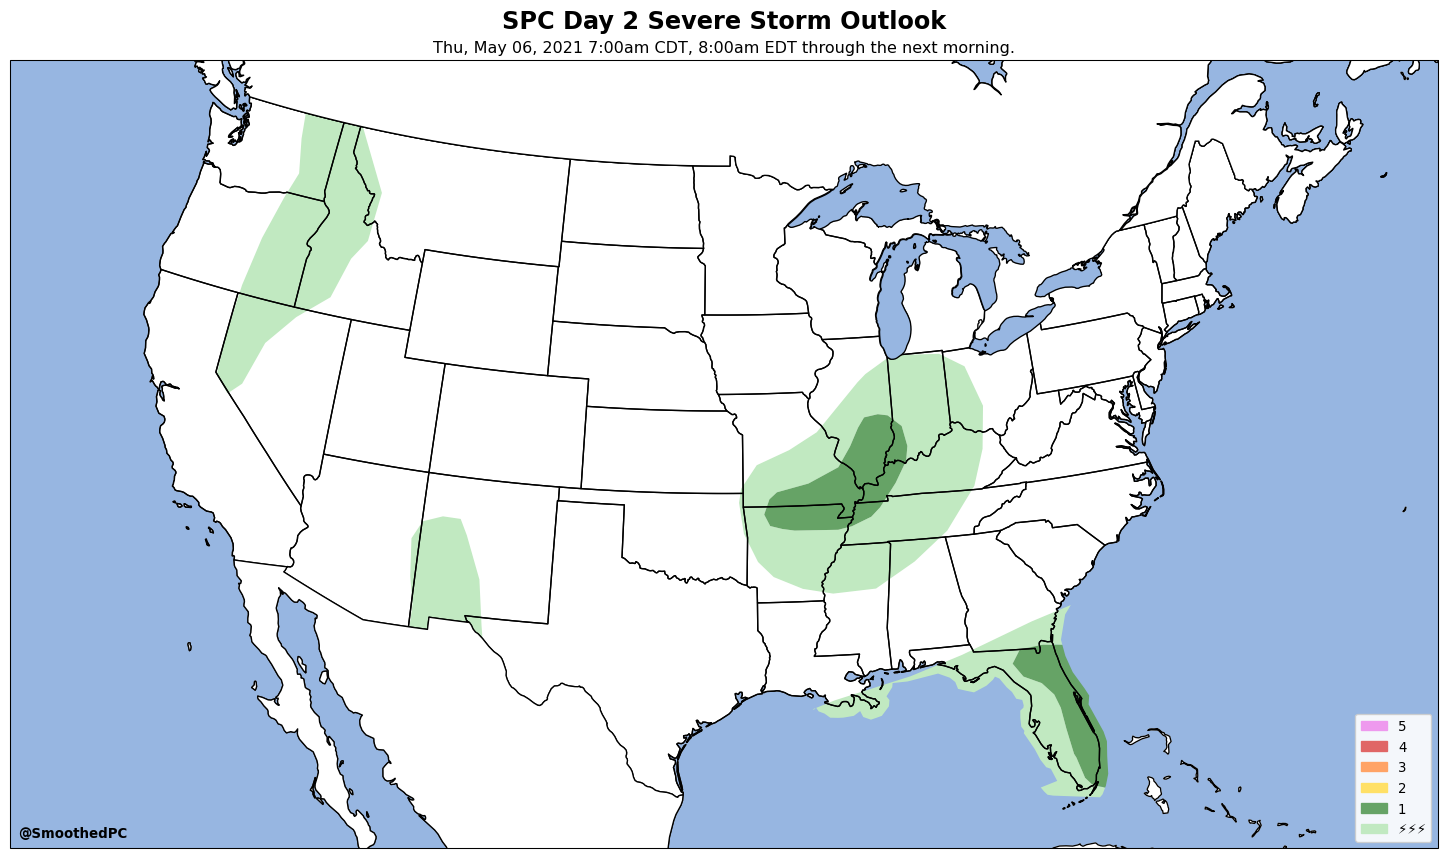 SPC Day 2 Severe Storm Outlook
Thu, May 06, 2021 7:00am CDT, 8:00am EDT through the next morning.
5
4
3
2
1
⚡⚡⚡
@SmoothedPC